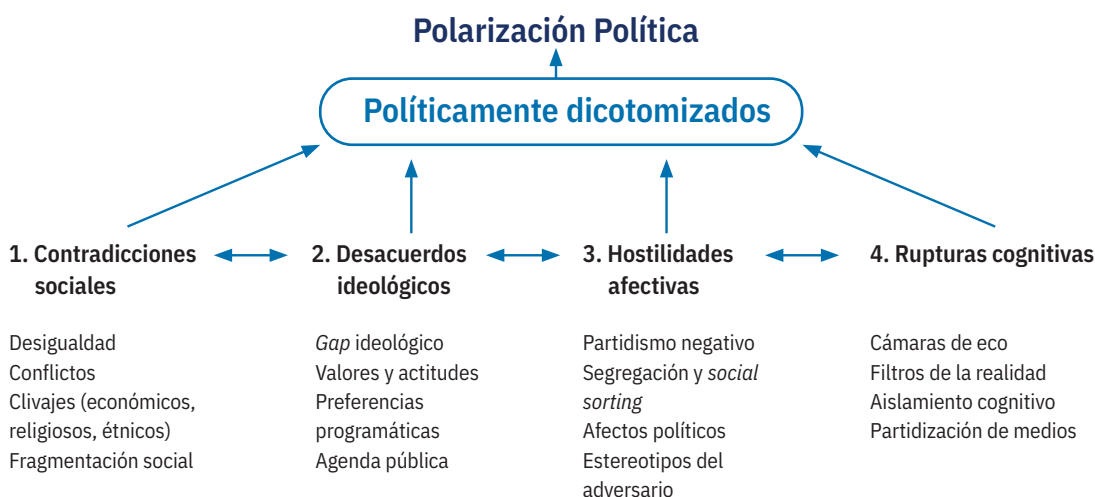 Polarización Política
Políticamente dicotomizados
1. Contradicciones
sociales
2. Desacuerdos
ideológicos
3. Hostilidades
afectivas
4. Rupturas cognitivas
Desigualdad
Conflictos
Clivajes (económicos,
religiosos, étnicos)
Fragmentación social
Gap ideológico
Valores y actitudes
Preferencias
programáticas
Agenda pública
Partidismo negativo
Segregación y social
sorting
Afectos políticos
Estereotipos del
adversario
Cámaras de eco
Filtros de la realidad
Aislamiento cognitivo
Partidización de medios